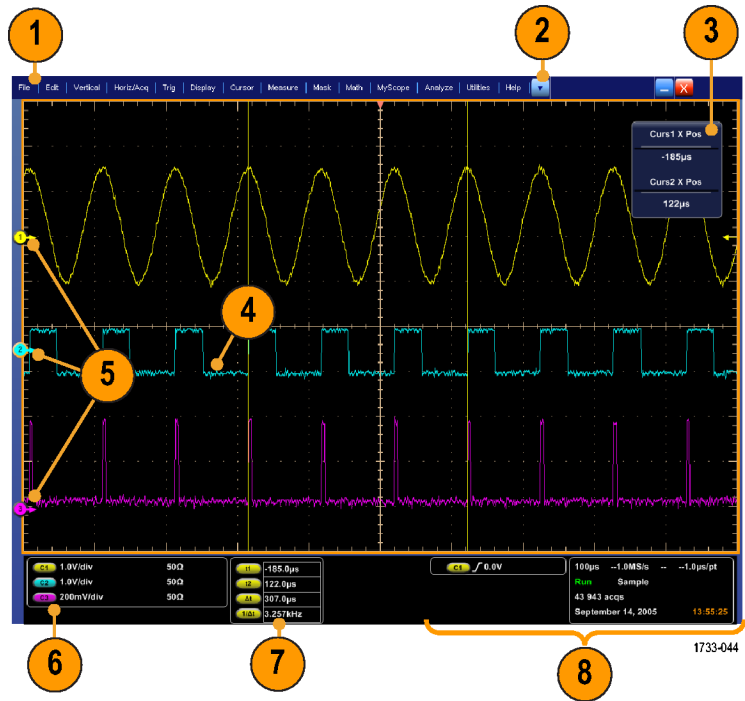 1
2
3
File Edit Vertical Horiz/Acq Trig Display Cursor Measure Mask Math MyScope Analyze Utilities Help
X
Curs1 X Pos
-185µs
Curs2 X Pos
122µs
1
4
2
5
3
C1 1.0V/div 50Ω
C2 1.0V/div 50Ω
C3 200mV/div 50Ω
t1 -185.0µs
t2 122.0µs
Δt 307.0µs
1/Δt 3.257kHz
C1 0.0V
100µs --1.0MS/s -- --1.0µs/pt
Run Sample
43 943 acqs
September 14, 2005 13:55:25
6
7
8
1733-044